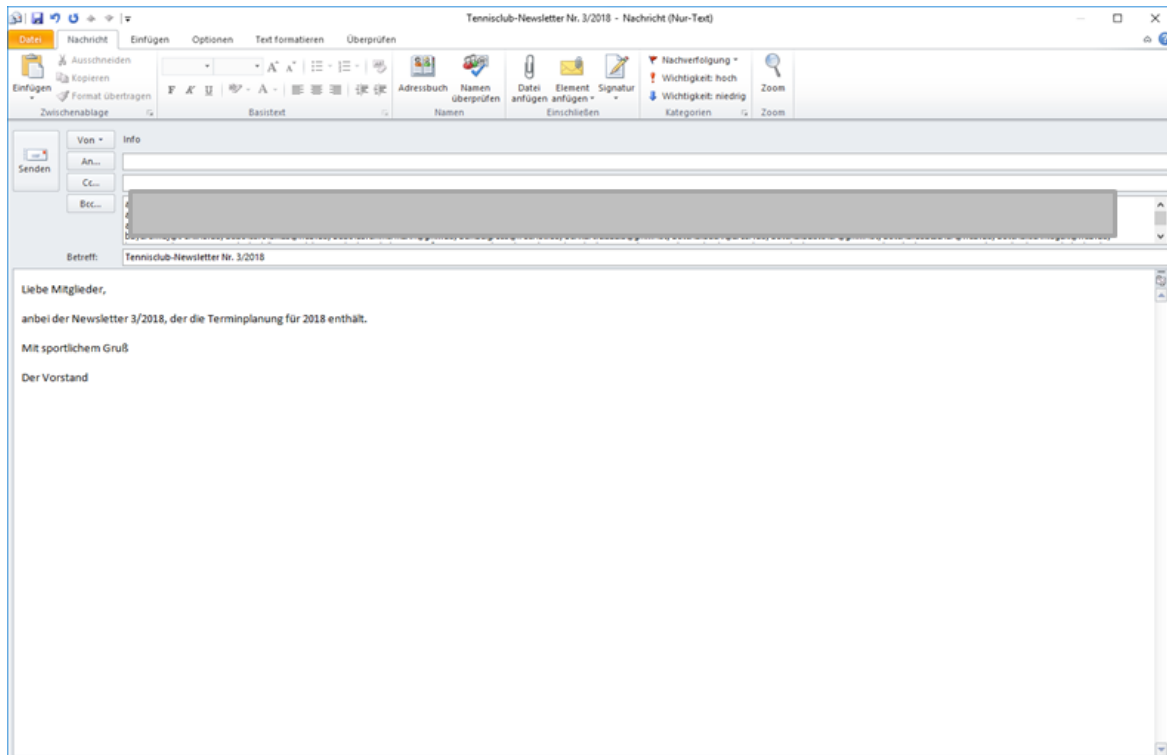 Tennisclub-Newsletter Nr. 3/2018 - Nachricht (Nur-Text)
Datei Nachricht Einfügen Optionen Text formatieren Überprüfen
Einfügen
Ausschneiden
Kopieren
Format übertragen
Zwischenablage
F K U
Basistext
Adressbuch
Namen überprüfen
Namen
Datei anfügen
Element anfügen
Signatur
Einschließen
Nachverfolgung
Wichtigkeit: hoch
Wichtigkeit: niedrig
Kategorien
Zoom
Zoom
Senden
Von Info
An...
Cc...
Bcc...
Betreff: Tennisclub-Newsletter Nr. 3/2018
Liebe Mitglieder,
anbei der Newsletter 3/2018, der die Terminplanung für 2018 enthält.
Mit sportlichem Gruß
Der Vorstand